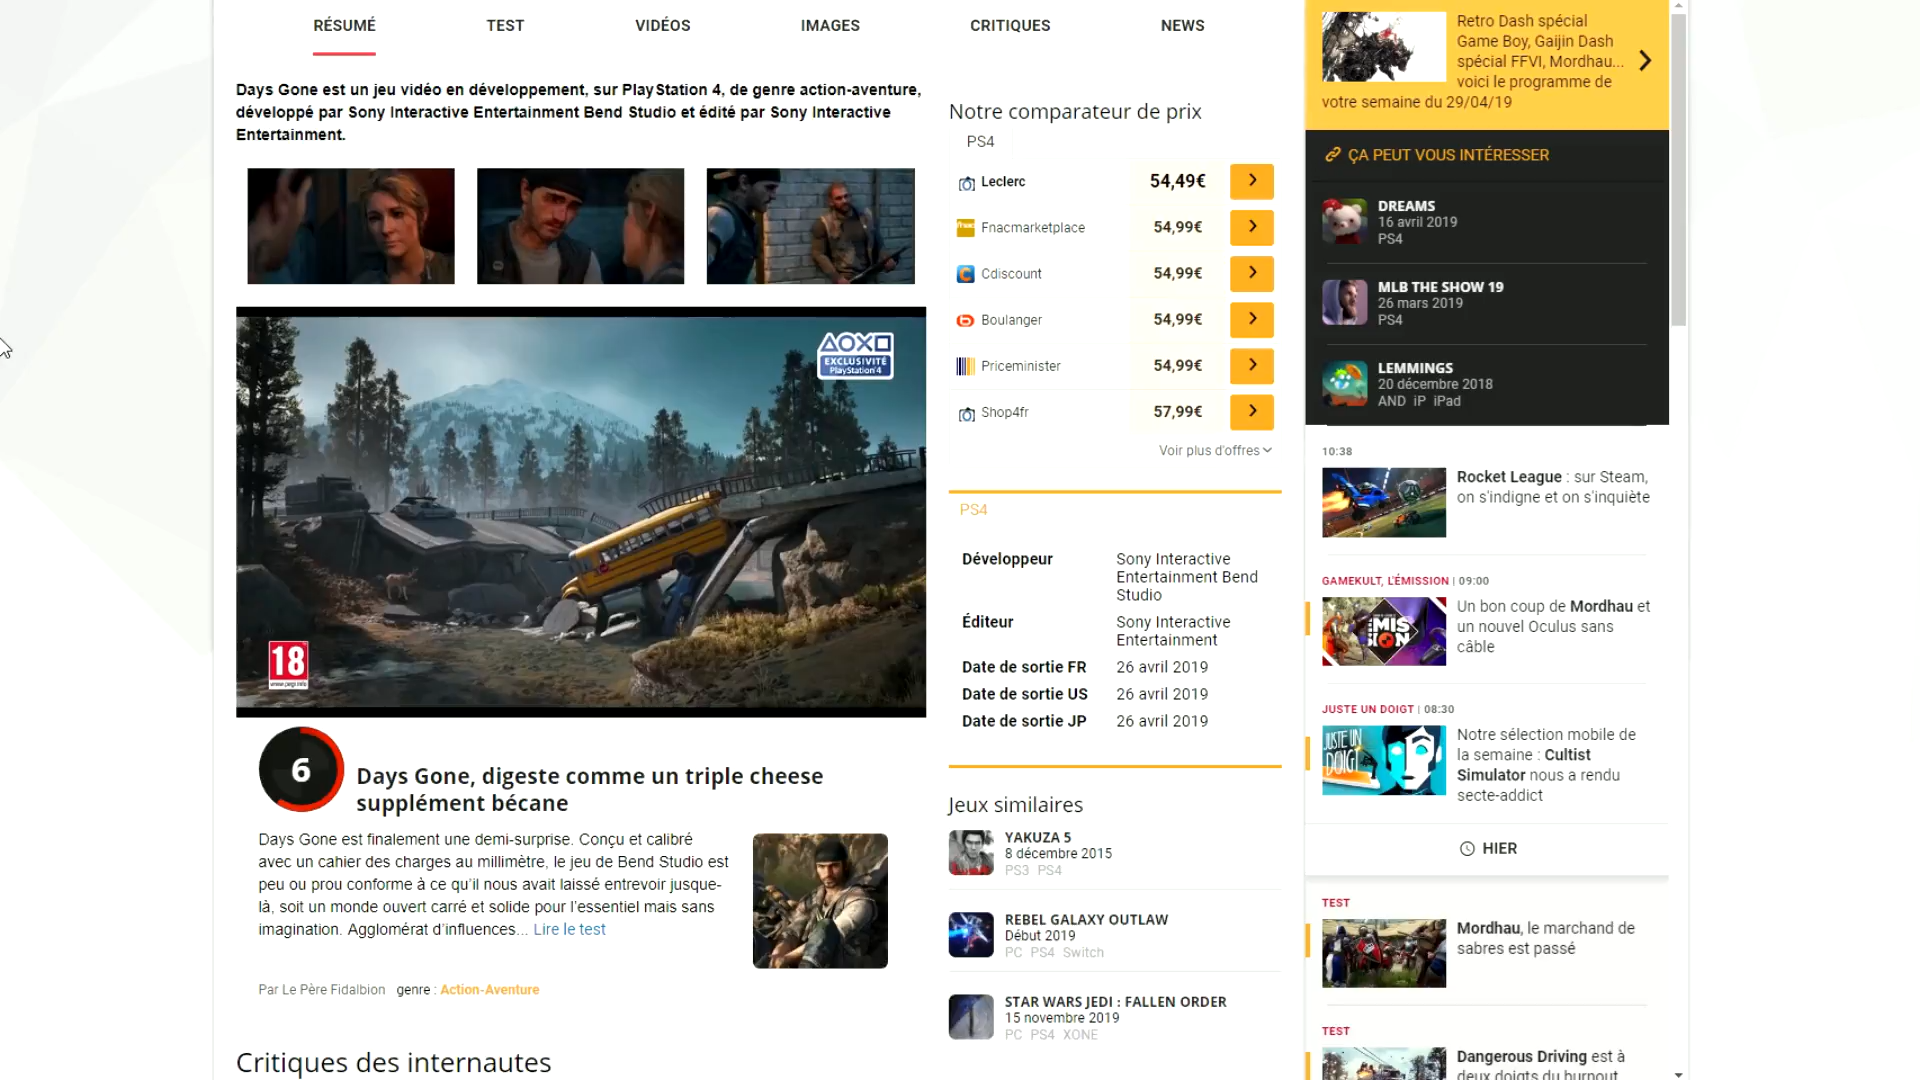 RÉSUMÉ
TEST
VIDÉOS
IMAGES
CRITIQUES
NEWS
Days Gone est un jeu vidéo en développement, sur PlayStation 4, de genre action-aventure,
développé par Sony Interactive Entertainment Bend Studio et édité par Sony Interactive
Entertainment.
EXCLUSIVITÉ
PlayStation 4
18
www.pegi.info
6
Days Gone, digeste comme un triple cheese
supplément bécane
Days Gone est finalement une demi-surprise. Conçu et calibré
avec un cahier des charges au millimètre, le jeu de Bend Studio est
peu ou prou conforme à ce qu'il nous avait laissé entrevoir jusque-
là, soit un monde ouvert carré et solide pour l'essentiel mais sans
imagination. Agglomérat d'influences... Lire le test
Par Le Père Fidalbion genre : Action-Aventure
Critiques des internautes
Notre comparateur de prix
PS4
Leclerc 54,49€
Fnacmarketplace 54,99€
Cdiscount 54,99€
Boulanger 54,99€
Priceminister 54,99€
Shop4fr 57,99€
Voir plus d'offres
PS4
Développeur Sony Interactive
Entertainment Bend
Studio
Éditeur Sony Interactive
Entertainment
Date de sortie FR 26 avril 2019
Date de sortie US 26 avril 2019
Date de sortie JP 26 avril 2019
Jeux similaires
YAKUZA 5
8 décembre 2015
PS3 PS4
REBEL GALAXY OUTLAW
Début 2019
PC PS4 Switch
STAR WARS JEDI : FALLEN ORDER
15 novembre 2019
PC PS4 XONE
Retro Dash spécial
Game Boy, Gaijin Dash
spécial FFVI, Mordhau...
voici le programme de
votre semaine du 29/04/19
ÇA PEUT VOUS INTÉRESSER
DREAMS
16 avril 2019
PS4
MLB THE SHOW 19
26 mars 2019
PS4
LEMMINGS
20 décembre 2018
AND iP iPad
10:38
Rocket League : sur Steam,
on s'indigne et on s'inquiète
GAMEKULT, L'ÉMISSION | 09:00
Un bon coup de Mordhau et
un nouvel Oculus sans
câble
JUSTE UN DOIGT | 08:30
JUSTE UN
DOIGT
Notre sélection mobile de
la semaine : Cultist
Simulator nous a rendu
secte-addict
HIER
TEST
Mordhau, le marchand de
sabres est passé
TEST
Dangerous Driving est à
deux doigts du burnout